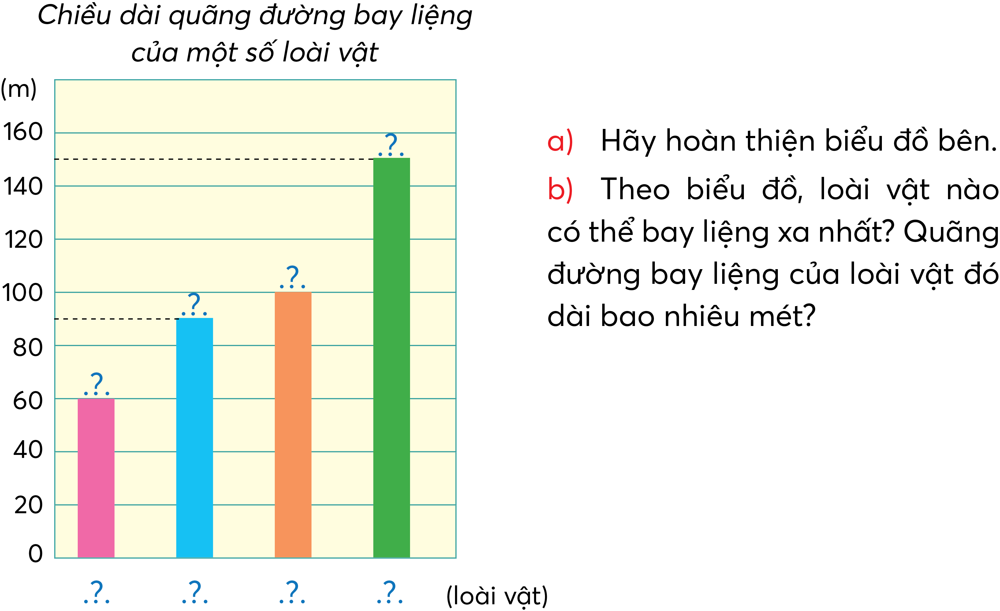 Chiều dài quãng đường bay liệng
của một số loài vật
(m)
160
140
120
100
80
60
40
20
0
.?.
.?.
.?.
.?.
.?.
.?.
.?.
.?.
(loài vật)
a) Hãy hoàn thiện biểu đồ bên.
b) Theo biểu đồ, loài vật nào
có thể bay liệng xa nhất? Quãng
đường bay liệng của loài vật đó
dài bao nhiêu mét?